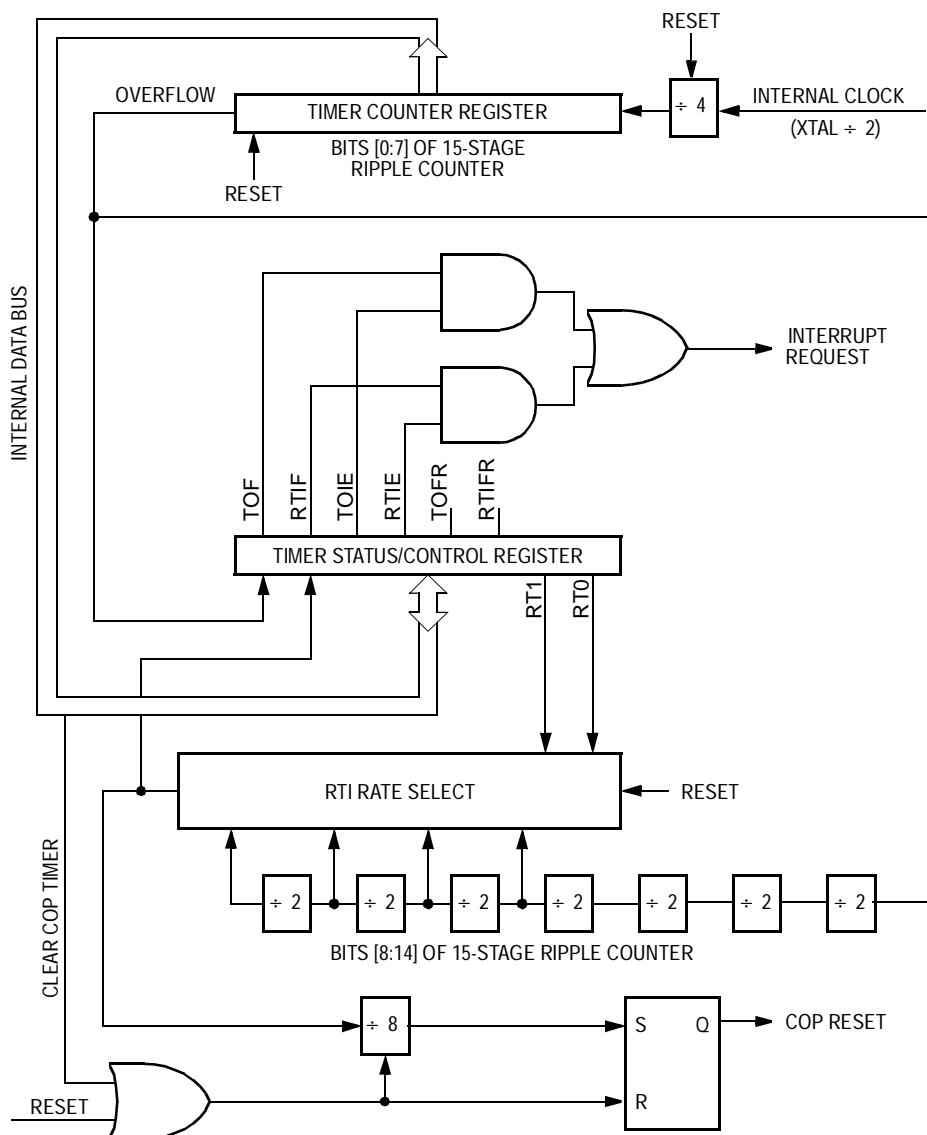 RESET
OVERFLOW
TIMER COUNTER REGISTER
÷ 4
INTERNAL CLOCK
(XTAL ÷ 2)
BITS [0:7] OF 15-STAGE
RIPPLE COUNTER
RESET
INTERNAL DATA BUS
INTERRUPT
REQUEST
TOF
RTIF
TOIE
RTIE
TOFR
RTIFR
TIMER STATUS/CONTROL REGISTER
RT1
RT0
RTI RATE SELECT
RESET
CLEAR COP TIMER
÷ 2
÷ 2
÷ 2
÷ 2
÷ 2
÷ 2
÷ 2
BITS [8:14] OF 15-STAGE RIPPLE COUNTER
÷ 8
S
Q
COP RESET
RESET
R